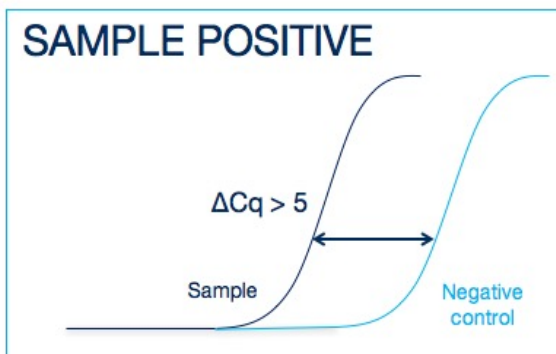 SAMPLE POSITIVE
ΔCq > 5
Sample
Negative
control